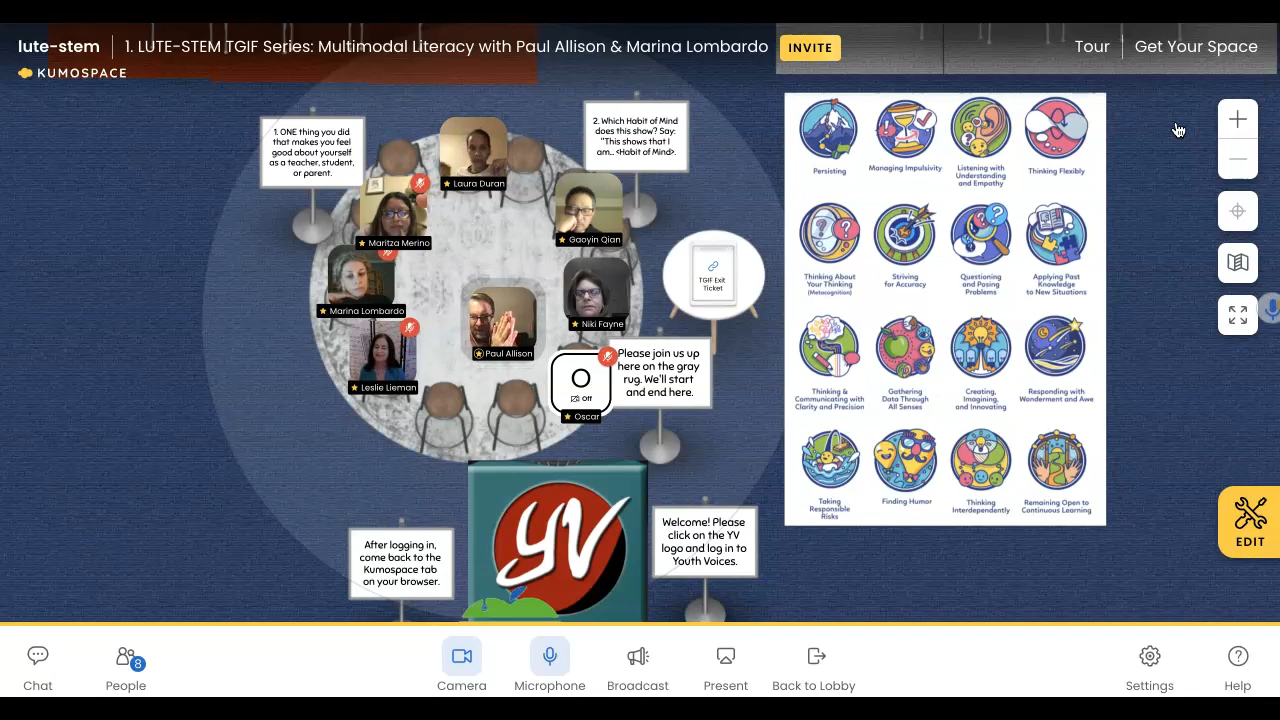 lute-stem
1. LUTE-STEM TGIF Series: Multimodal Literacy with Paul Allison & Marina Lombardo
INVITE
Tour
Get Your Space
KUMOSPACE
1. ONE thing you did
that makes you feel
good about yourself
as a teacher, student,
or parent.
2. Which Habit of Mind
does this show? Say:
"This shows that I
am... <Habit of Mind>.
Laura Duran
Maritza Merino
Gaoyin Qian
Marina Lombardo
Niki Fayne
Paul Allison
Leslie Lieman
O
Off
Oscar
TGIF Exit
Ticket
Please join us up
here on the gray
rug. We'll start
and end here.
After logging in,
come back to the
Kumospace tab
on your browser.
YV
Welcome! Please
click on the YV
logo and log in to
Youth Voices.
Persisting
Managing Impulsivity
Listening with
Understanding
and Empathy
Thinking Flexibly
Thinking About
Your Thinking
(Metacognition)
Striving
for Accuracy
Questioning
and Posing
Problems
Applying Past
Knowledge
to New Situations
Thinking &
Communicating with
Clarity and Precision
Gathering
Data Through
All Senses
Creating,
Imagining,
and Innovating
Responding with
Wonderment and Awe
Taking
Responsible
Risks
Finding Humor
Thinking
Interdependently
Remaining Open to
Continuous Learning
EDIT
Chat
8
People
Camera
Microphone
Broadcast
Present
Back to Lobby
Settings
Help